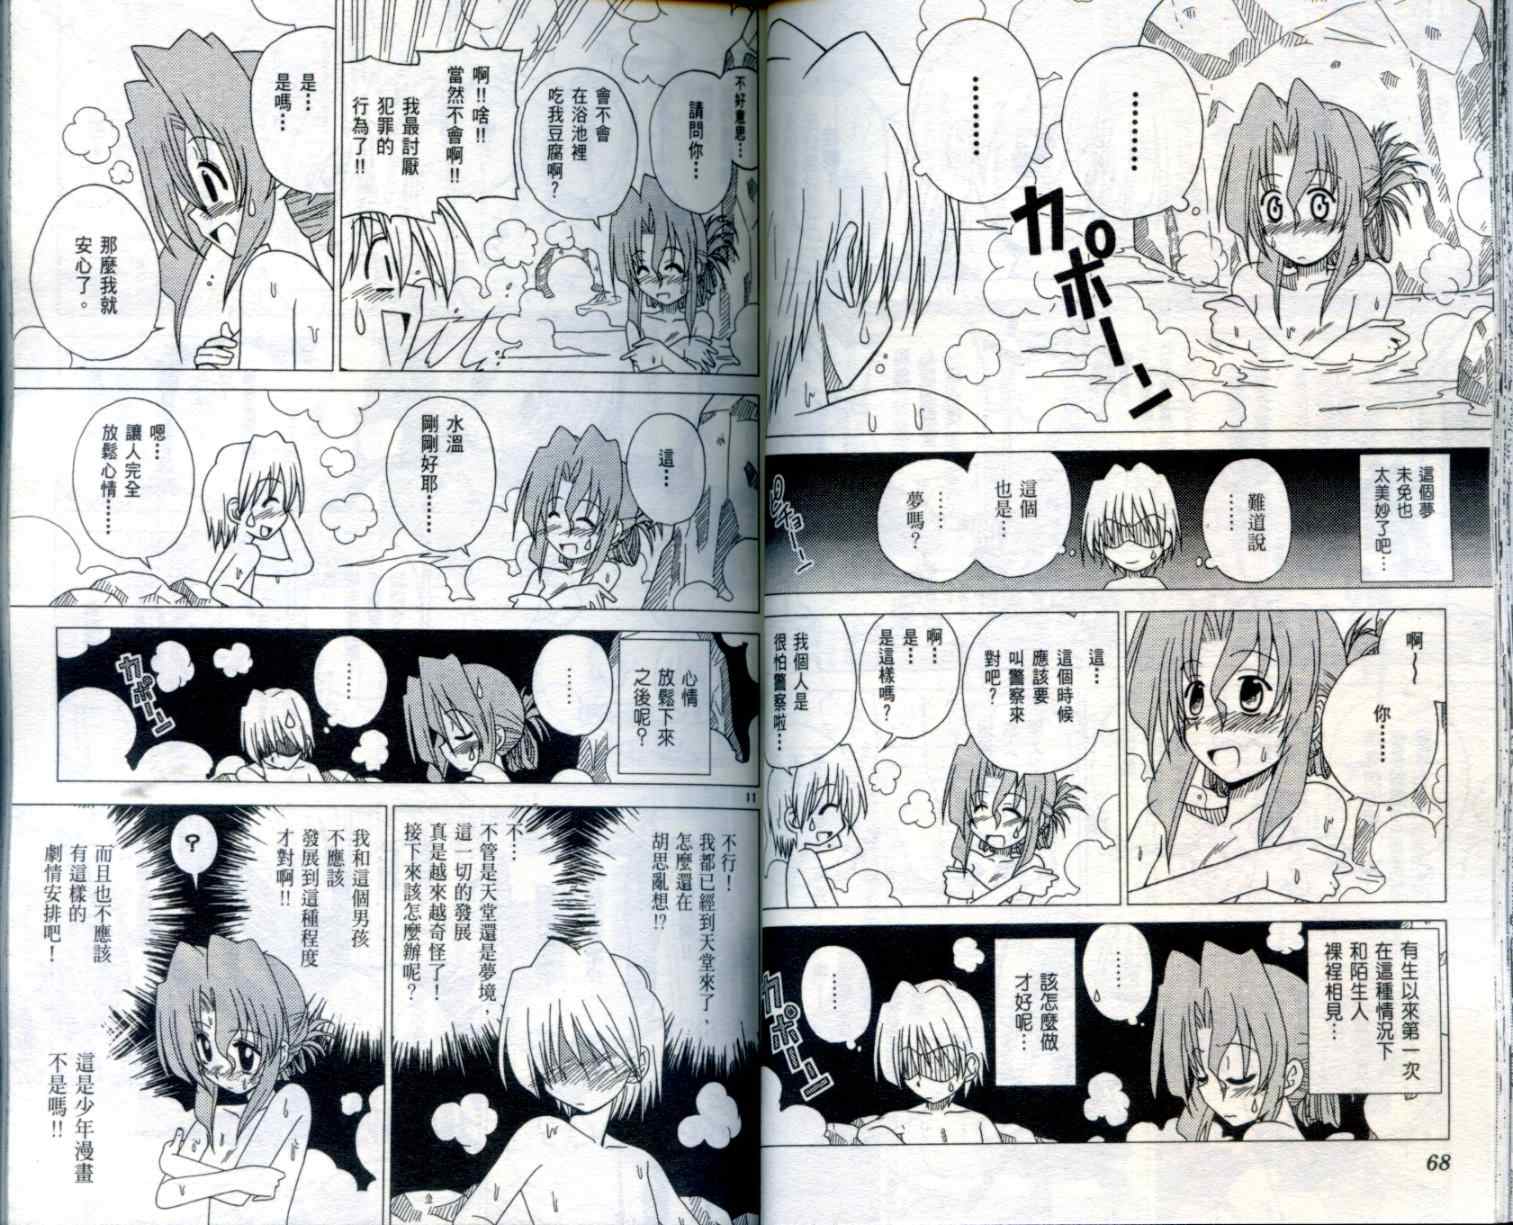 …………
…………
カポーン
這個夢
未免也
太美妙了吧…
難道說
這個
也是…
……
夢嗎？
啊～
你……
這…
這個時候
應該要
叫警察來
對吧？
啊…
是…
是這樣嗎？
我個人是
很怕警察啦…
有生以來第一次
在這種情況下
和陌生人
裸裎相見…
……
該怎麼做
才好呢…
……
カポーン
68
不好意思…
請問你…
會不會
在浴池裡
吃我豆腐啊？
啊!!啥!!
當然不會啊!!
我最討厭
犯罪的
行為了!!
是…
是嗎…
那麼我就
安心了。
這…
水溫
剛剛好耶……
嗯…
讓人完全
放鬆心情……
心情
放鬆下來
之後呢？
……
……
カポーン
11
不行！
我都已經到天堂來了，
怎麼還在
胡思亂想!?
不…
不管是天堂還是夢境，
這一切的發展
真是越來越奇怪了！
接下來該怎麼辦呢？
我和這個男孩
不應該
發展到這種程度
才對啊!!
？
而且也不應該
有這樣的
劇情安排吧！
這是少年漫畫
不是嗎!!